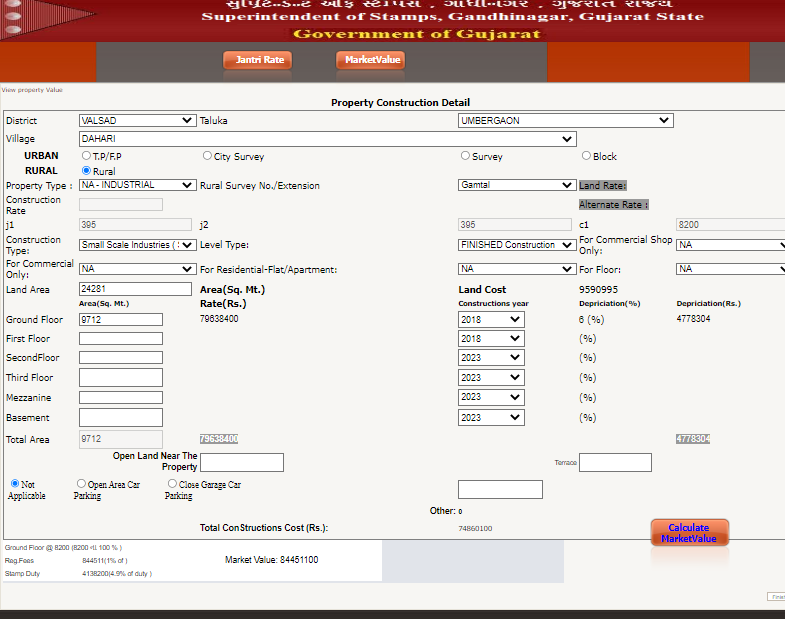 Superintendent of Stamps, Gandhinagar, Gujarat State
Government of Gujarat
Jantri Rate MarketValue
View property Value
Property Construction Detail
District VALSAD Taluka UMBERGAON
Village DAHARI
URBAN T.P/F.P City Survey Survey Block
RURAL Rural
Property Type : NA - INDUSTRIAL Rural Survey No./Extension Gamtal Land Rate:
Construction Rate Alternate Rate :
j1 395 j2 395 c1 8200
Construction Type: Small Scale Industries ( Level Type: FINISHED Construction For Commercial Shop Only: NA
For Commercial Only: NA For Residential-Flat/Apartment: NA For Floor: NA
Land Area 24281 Area(Sq. Mt.) Land Cost 9590995
Area(Sq. Mt.) Rate(Rs.) Constructions year Depriciation(%) Depriciation(Rs.)
Ground Floor 9712 79638400 2018 6 (%) 4778304
First Floor 2018 (%)
SecondFloor 2023 (%)
Third Floor 2023 (%)
Mezzanine 2023 (%)
Basement 2023 (%)
Total Area 9712 79638400 4778304
Open Land Near The Property Terrace
Not Applicable Open Area Car Parking Close Garage Car Parking
Other: 0
Total ConStructions Cost (Rs.): 74860100 Calculate MarketValue
Ground Floor @ 8200 (8200 100 % )
Reg.Fees 844511(1% of ) Market Value: 84451100
Stamp Duty 4138200(4.9% of duty )